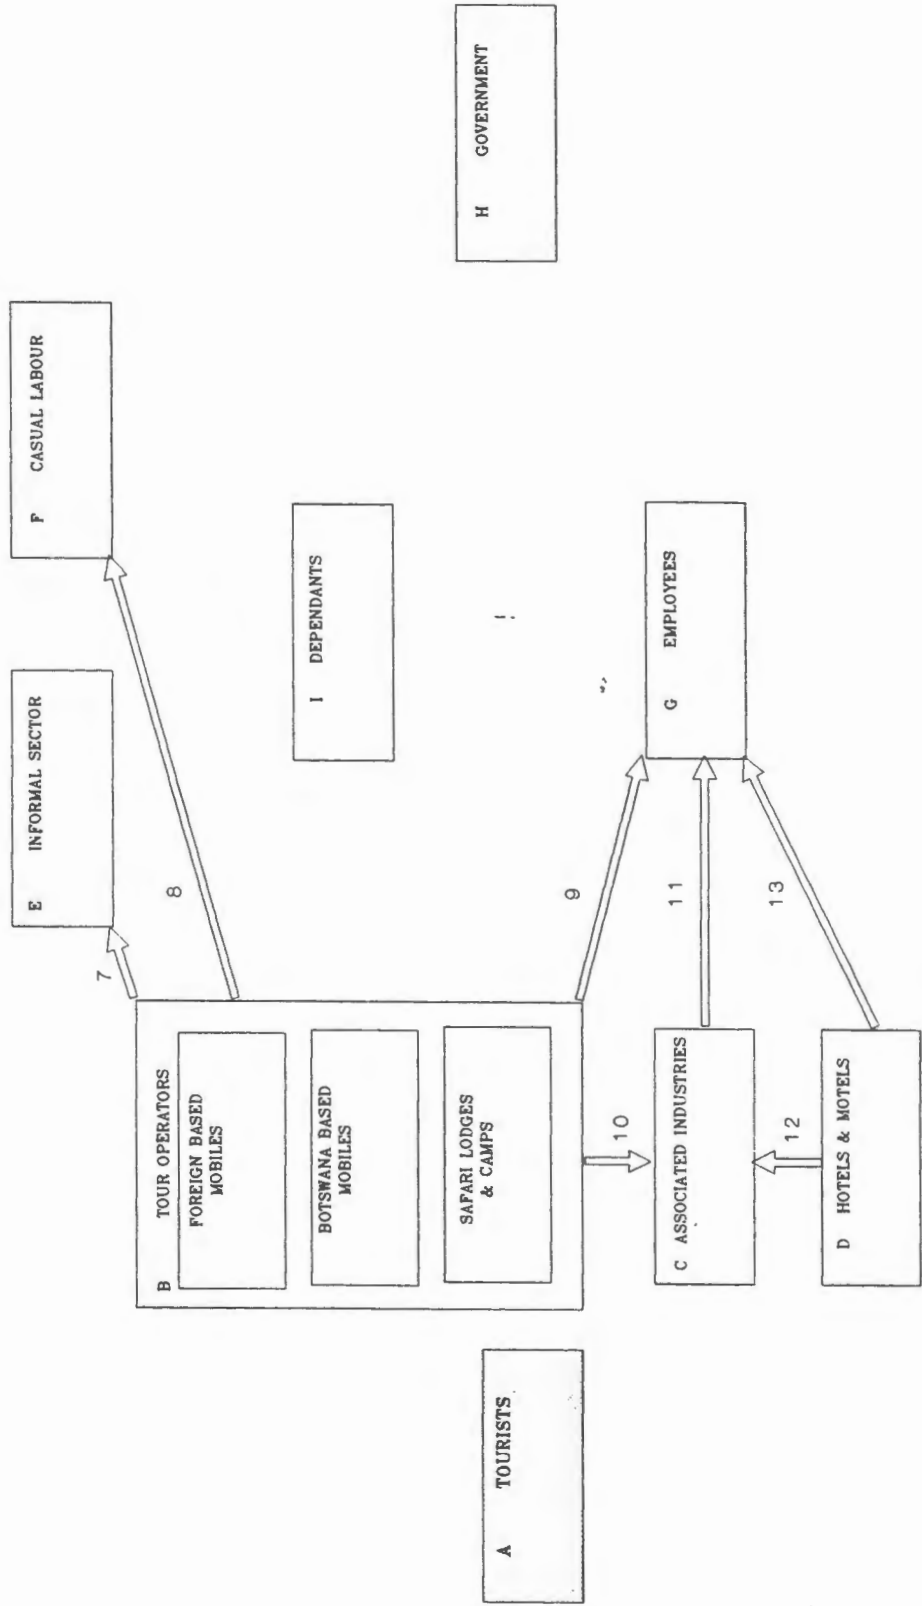 E INFORMAL SECTOR
F CASUAL LABOUR
7
8
B TOUR OPERATORS
FOREIGN BASED
MOBILES
BOTSWANA BASED
MOBILES
SAFARI LODGES
& CAMPS
I DEPENDANTS
H GOVERNMENT
A TOURISTS
9
10
C ASSOCIATED INDUSTRIES
11
G EMPLOYEES
12
13
D HOTELS & MOTELS